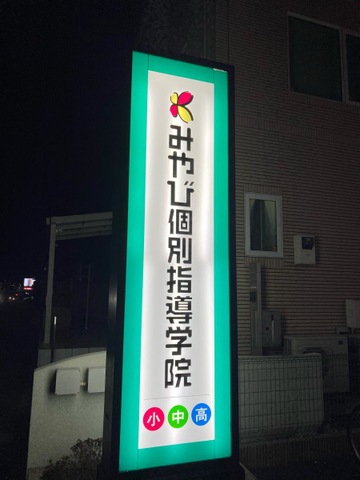 みやび個別指導学院
小 中 高